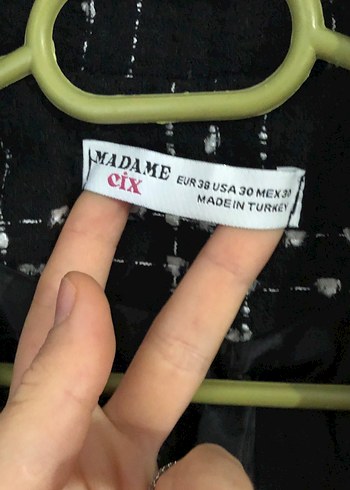 MADAME
cix
EUR 38 USA 30 MEX 30
MADE IN TURKEY